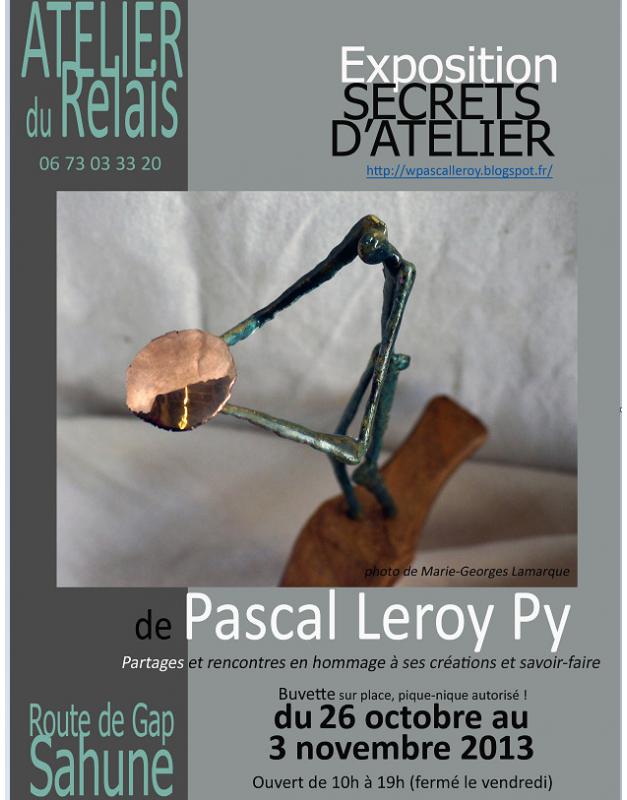 ATELIER
du Relais
06 73 03 33 20
Exposition
SECRETS
D'ATELIER
http://wpascalleroy.blogspot.fr/
photo de Marie-Georges Lamarque
de Pascal Leroy Py
Partages et rencontres en hommage à ses créations et savoir-faire
Buvette sur place, pique-nique autorisé !
du 26 octobre au
3 novembre 2013
Ouvert de 10h à 19h (fermé le vendredi)
Route de Gap
Sahune